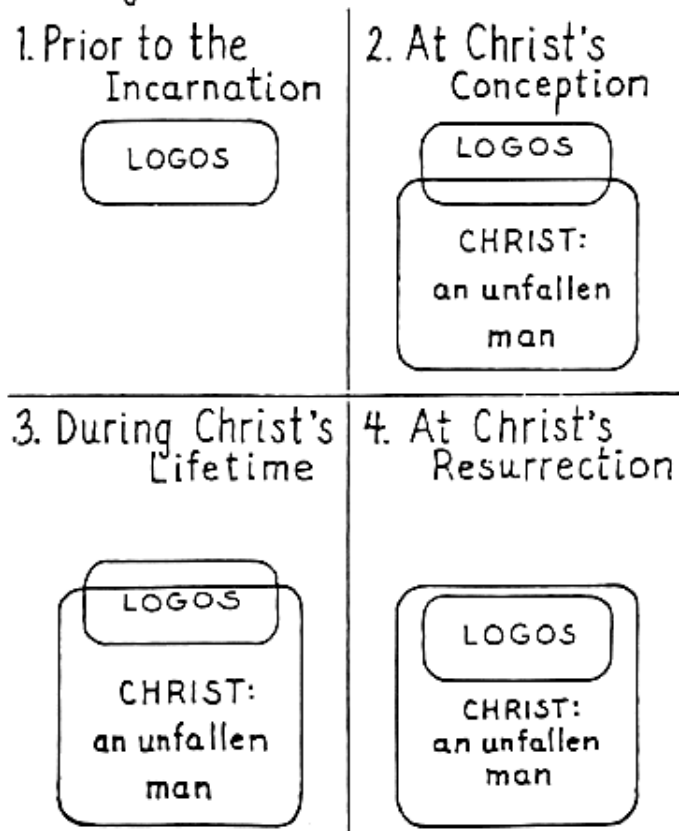 1. Prior to the
Incarnation
LOGOS
2. At Christ's
Conception
LOGOS
CHRIST:
an unfallen
man
3. During Christ's
Lifetime
LOGOS
CHRIST:
an unfallen
man
4. At Christ's
Resurrection
LOGOS
CHRIST:
an unfallen
man